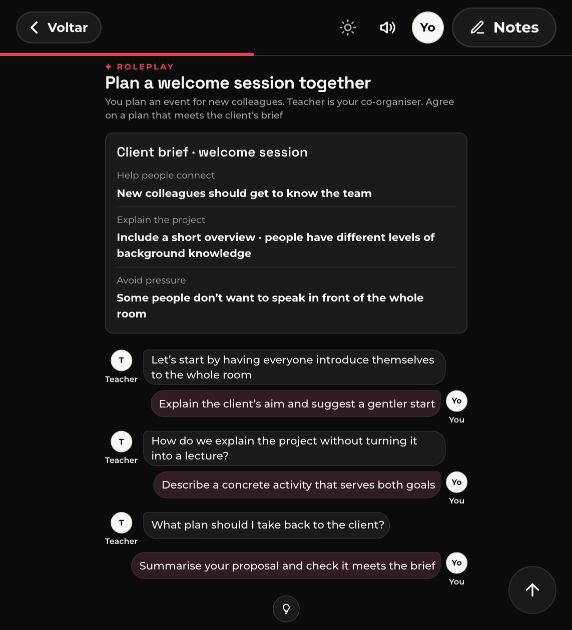 Voltar
Yo
Notes
ROLEPLAY
Plan a welcome session together
You plan an event for new colleagues. Teacher is your co-organiser. Agree
on a plan that meets the client's brief
Client brief · welcome session
Help people connect
New colleagues should get to know the team
Explain the project
Include a short overview · people have different levels of
background knowledge
Avoid pressure
Some people don't want to speak in front of the whole
room
T
Teacher
Let's start by having everyone introduce themselves
to the whole room
Explain the client's aim and suggest a gentler start
Yo
You
T
Teacher
How do we explain the project without turning it
into a lecture?
Describe a concrete activity that serves both goals
Yo
You
T
Teacher
What plan should I take back to the client?
Summarise your proposal and check it meets the brief
Yo
You